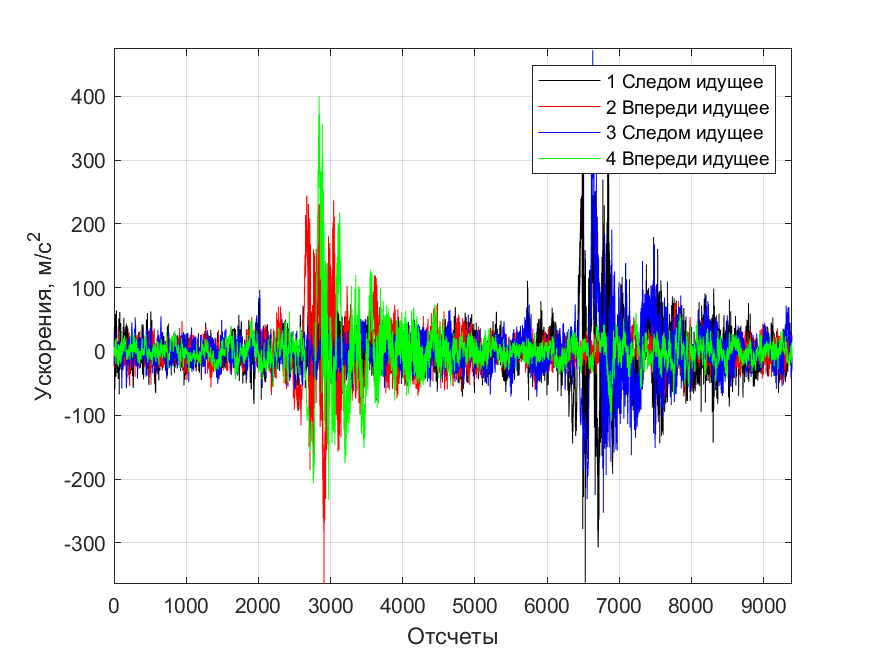 400
300
200
100
0
-100
-200
-300
Ускорения, м/с²
1 Следом идущее
2 Впереди идущее
3 Следом идущее
4 Впереди идущее
0 1000 2000 3000 4000 5000 6000 7000 8000 9000
Отсчеты